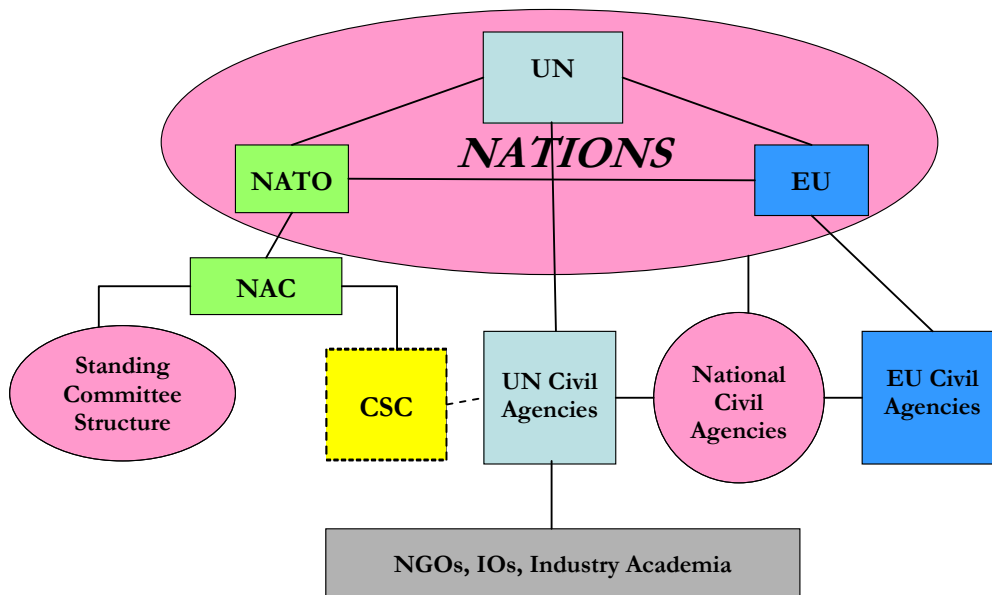 UN
NATIONS
NATO
EU
NAC
Standing
Committee
Structure
CSC
UN Civil
Agencies
National
Civil
Agencies
EU Civil
Agencies
NGOs, IOs, Industry Academia